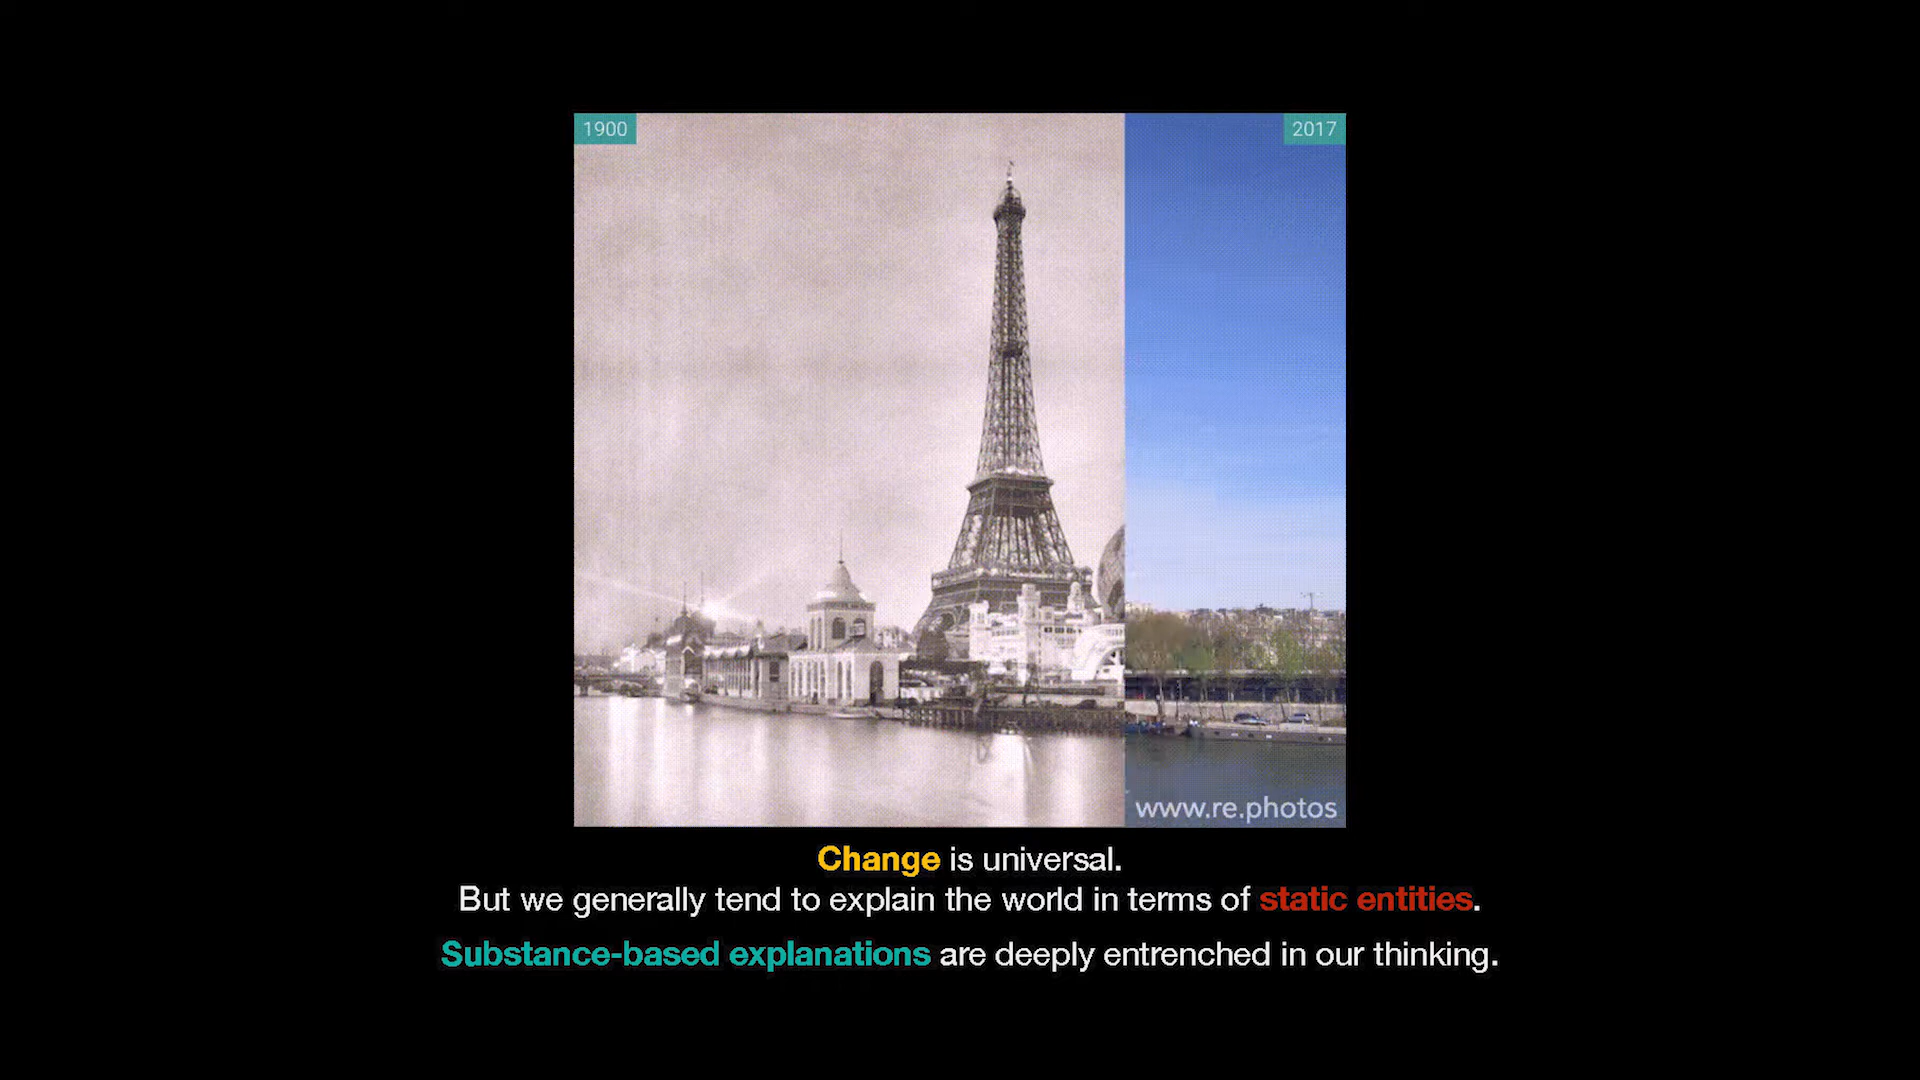 1900
2017
www.re.photos
Change is universal.
But we generally tend to explain the world in terms of static entities.
Substance-based explanations are deeply entrenched in our thinking.